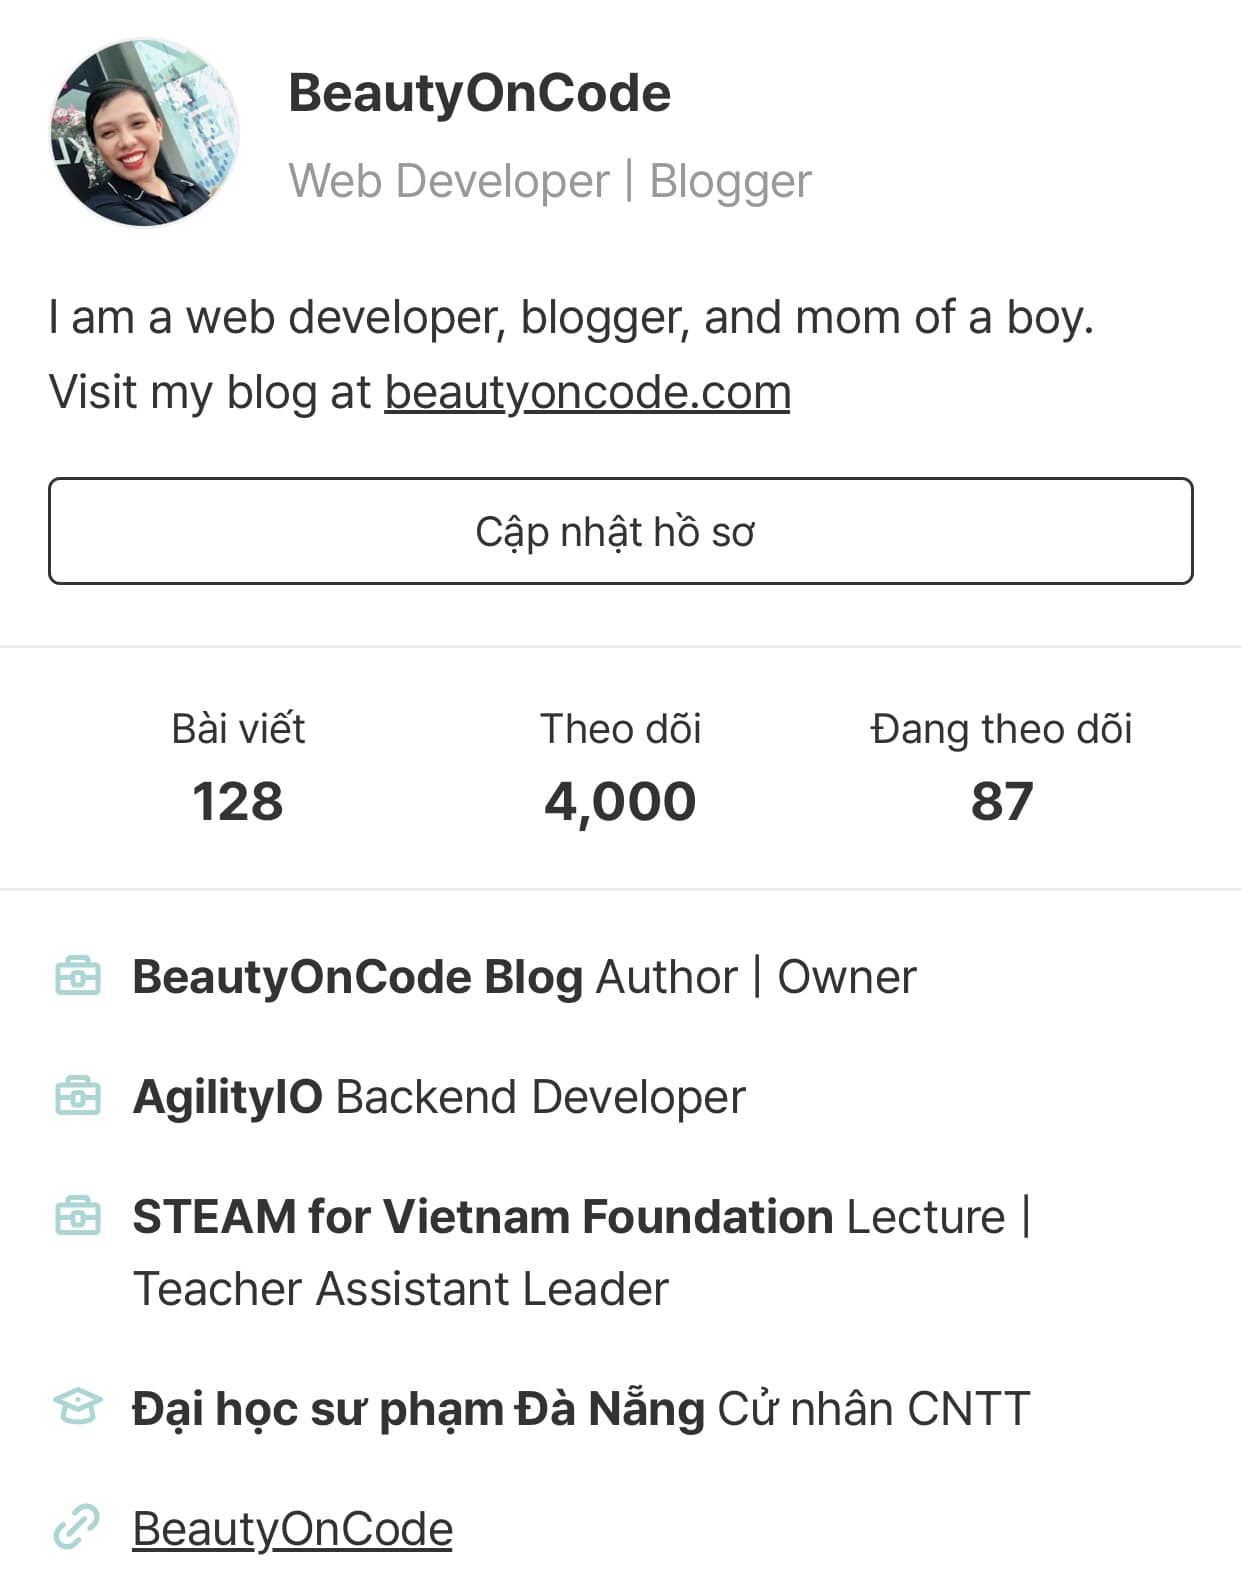 BeautyOnCode
Web Developer | Blogger
I am a web developer, blogger, and mom of a boy.
Visit my blog at beautyoncode.com
Cập nhật hồ sơ
Bài viết Theo dõi Đang theo dõi
128 4,000 87
BeautyOnCode Blog Author | Owner
AgilityIO Backend Developer
STEAM for Vietnam Foundation Lecture |
Teacher Assistant Leader
Đại học sư phạm Đà Nẵng Cử nhân CNTT
BeautyOnCode